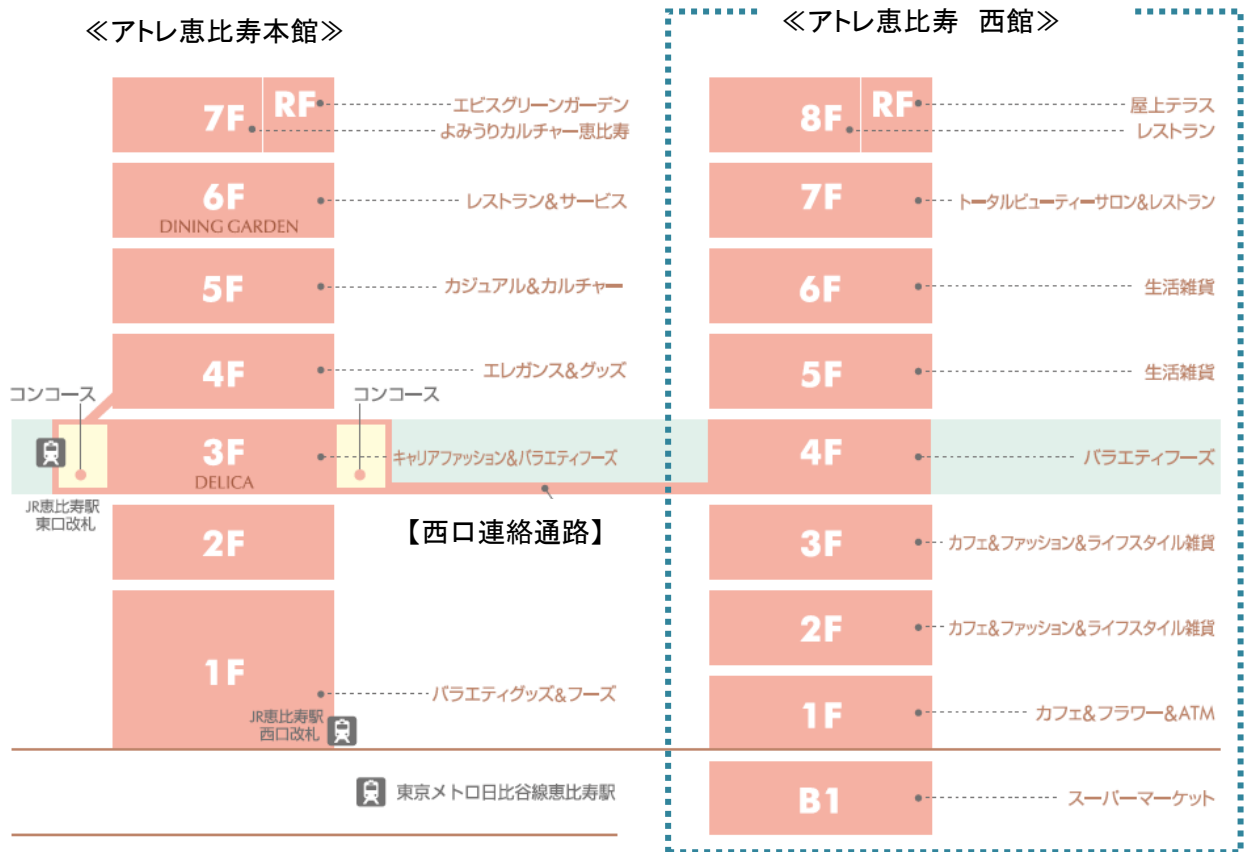 ≪アトレ恵比寿本館≫
7F
RF
エビスグリーンガーデン
よみうりカルチャー恵比寿
6F
DINING GARDEN
レストラン&サービス
5F
カジュアル&カルチャー
4F
エレガンス&グッズ
コンコース
コンコース
3F
DELICA
キャリアファッション&バラエティフーズ
JR恵比寿駅
東口改札
【西口連絡通路】
2F
1F
バラエティグッズ&フーズ
JR恵比寿駅
西口改札
東京メトロ日比谷線恵比寿駅
≪アトレ恵比寿 西館≫
8F
RF
屋上テラス
レストラン
7F
トータルビューティーサロン&レストラン
6F
生活雑貨
5F
生活雑貨
4F
バラエティフーズ
3F
カフェ&ファッション&ライフスタイル雑貨
2F
カフェ&ファッション&ライフスタイル雑貨
1F
カフェ&フラワー&ATM
B1
スーパーマーケット